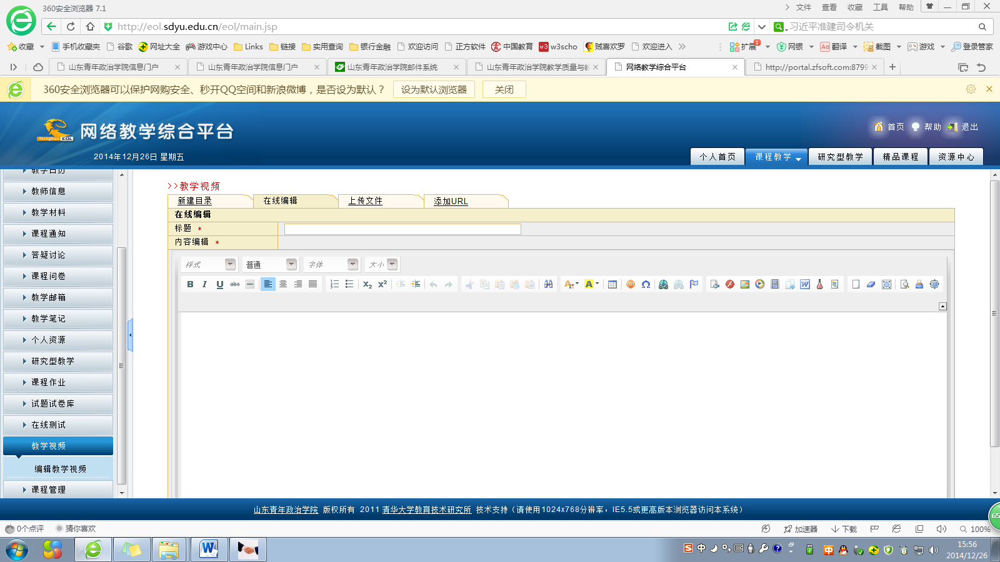 360安全浏览器 7.1
文件 查看 收藏 工具 帮助
http://eol.sdyu.edu.cn/eol/main.jsp
习近平准建司令机关
收藏 手机收藏夹 谷歌 网址大全 游戏中心 Links 链接 实用查询 银行金融 欢迎访问 正方软件 中国教育 w3 w3scho 贼喜欢罗 欢迎进入 扩展 1 网银 Aa 翻译 截图 游戏 登录管家
山东青年政治学院信息门户 山东青年政治学院信息门户 山东青年政治学院邮件系统 山东青年政治学院教学质量与 网络教学综合平台 http://portal.zfsoft.com:8799
360安全浏览器可以保护网购安全、秒开QQ空间和新浪微博，是否设为默认？ 设为默认浏览器 关闭
Tsinghua EOL 网络教学综合平台
首页 帮助 退出
2014年12月26日 星期五
个人首页 课程教学 研究型教学 精品课程 资源中心
教学日历
教师信息
教学材料
课程通知
答疑讨论
课程问卷
教学邮箱
教学笔记
个人资源
研究型教学
课程作业
试题试卷库
在线测试
教学视频
编辑教学视频
课程管理
>>教学视频
新建目录 在线编辑 上传文件 添加URL
在线编辑
标题 *
内容编辑 *
样式 普通 字体 大小
B I U abc X₂ X² A A Ω W
山东青年政治学院 版权所有 2011 清华大学教育技术研究所 技术支持（请使用1024x768分辨率，IE5.5或更高版本浏览器访问本系统）
65
0个点评 猜你喜欢 加速器 下载 100%
W S 中 中
15:56
2014/12/26